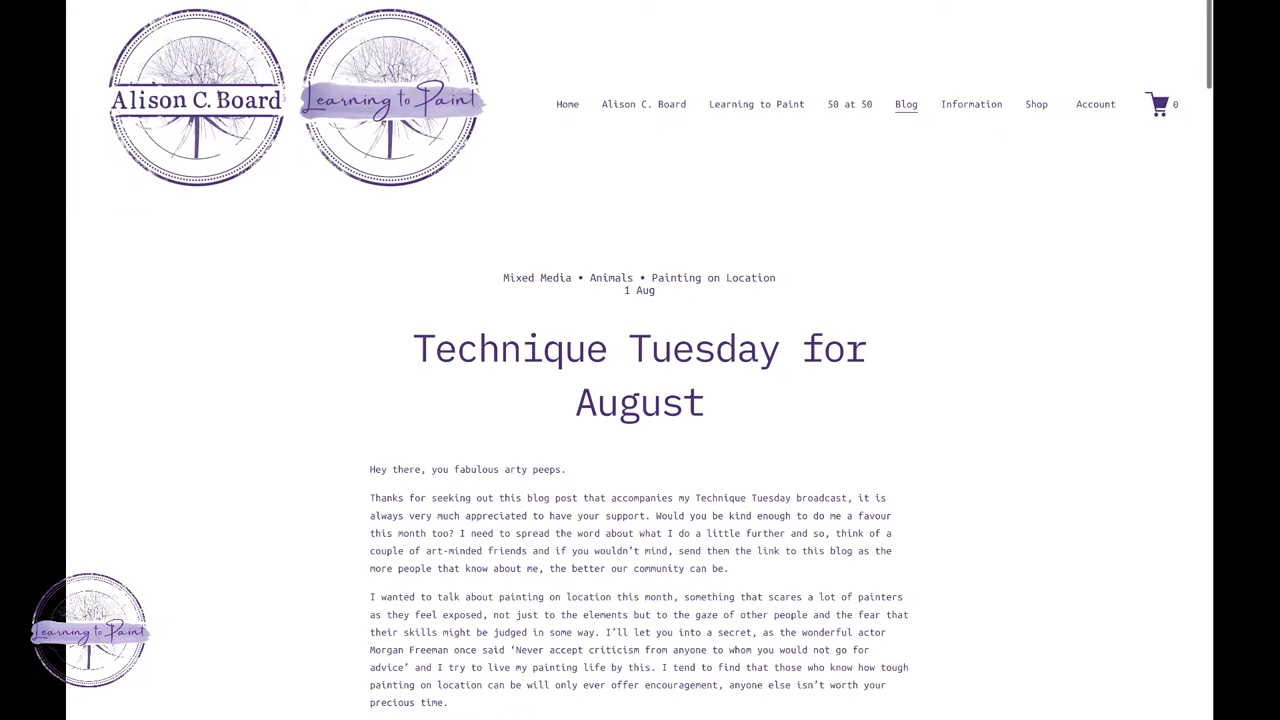 Alison C. Board
Learning to Paint
Home Alison C. Board Learning to Paint 50 at 50 Blog Information Shop Account 0
Mixed Media • Animals • Painting on Location
1 Aug
Technique Tuesday for
August
Hey there, you fabulous arty peeps.
Thanks for seeking out this blog post that accompanies my Technique Tuesday broadcast, it is
always very much appreciated to have your support. Would you be kind enough to do me a favour
this month too? I need to spread the word about what I do a little further and so, think of a
couple of art-minded friends and if you wouldn’t mind, send them the link to this blog as the
more people that know about me, the better our community can be.
I wanted to talk about painting on location this month, something that scares a lot of painters
as they feel exposed, not just to the elements but to the gaze of other people and the fear that
their skills might be judged in some way. I’ll let you into a secret, as the wonderful actor
Morgan Freeman once said ‘Never accept criticism from anyone to whom you would not go for
advice’ and I try to live my painting life by this. I tend to find that those who know how tough
painting on location can be will only ever offer encouragement, anyone else isn’t worth your
precious time.
Learning to Paint